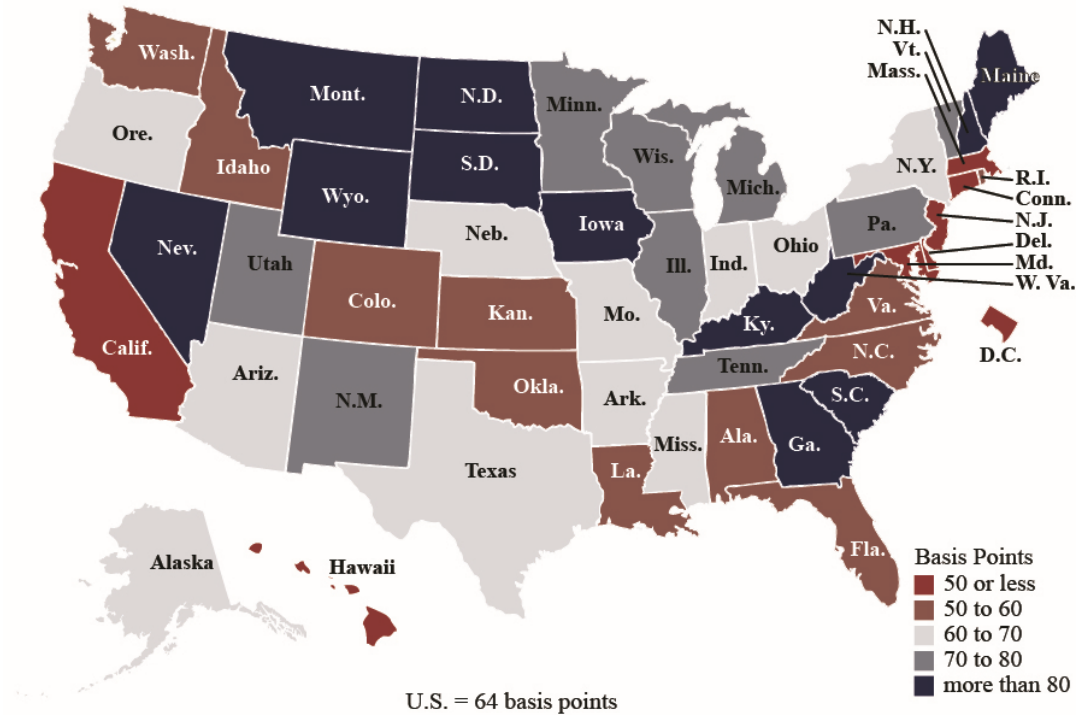 N.H.
Vt.
Mass.
Wash.
Mont.
N.D.
Minn.
Maine
Ore.
Idaho
S.D.
Wis.
Mich.
N.Y.
R.I.
Conn.
N.J.
Del.
Md.
W. Va.
Wyo.
Iowa
Neb.
Nev.
Utah
Colo.
Kan.
Mo.
Ill.
Ind.
Ohio
Pa.
Ky.
Va.
Calif.
Ariz.
N.M.
Okla.
Ark.
Tenn.
N.C.
S.C.
D.C.
Texas
La.
Miss.
Ala.
Ga.
Fla.
Alaska
Hawaii
Basis Points
50 or less
50 to 60
60 to 70
70 to 80
more than 80
U.S. = 64 basis points